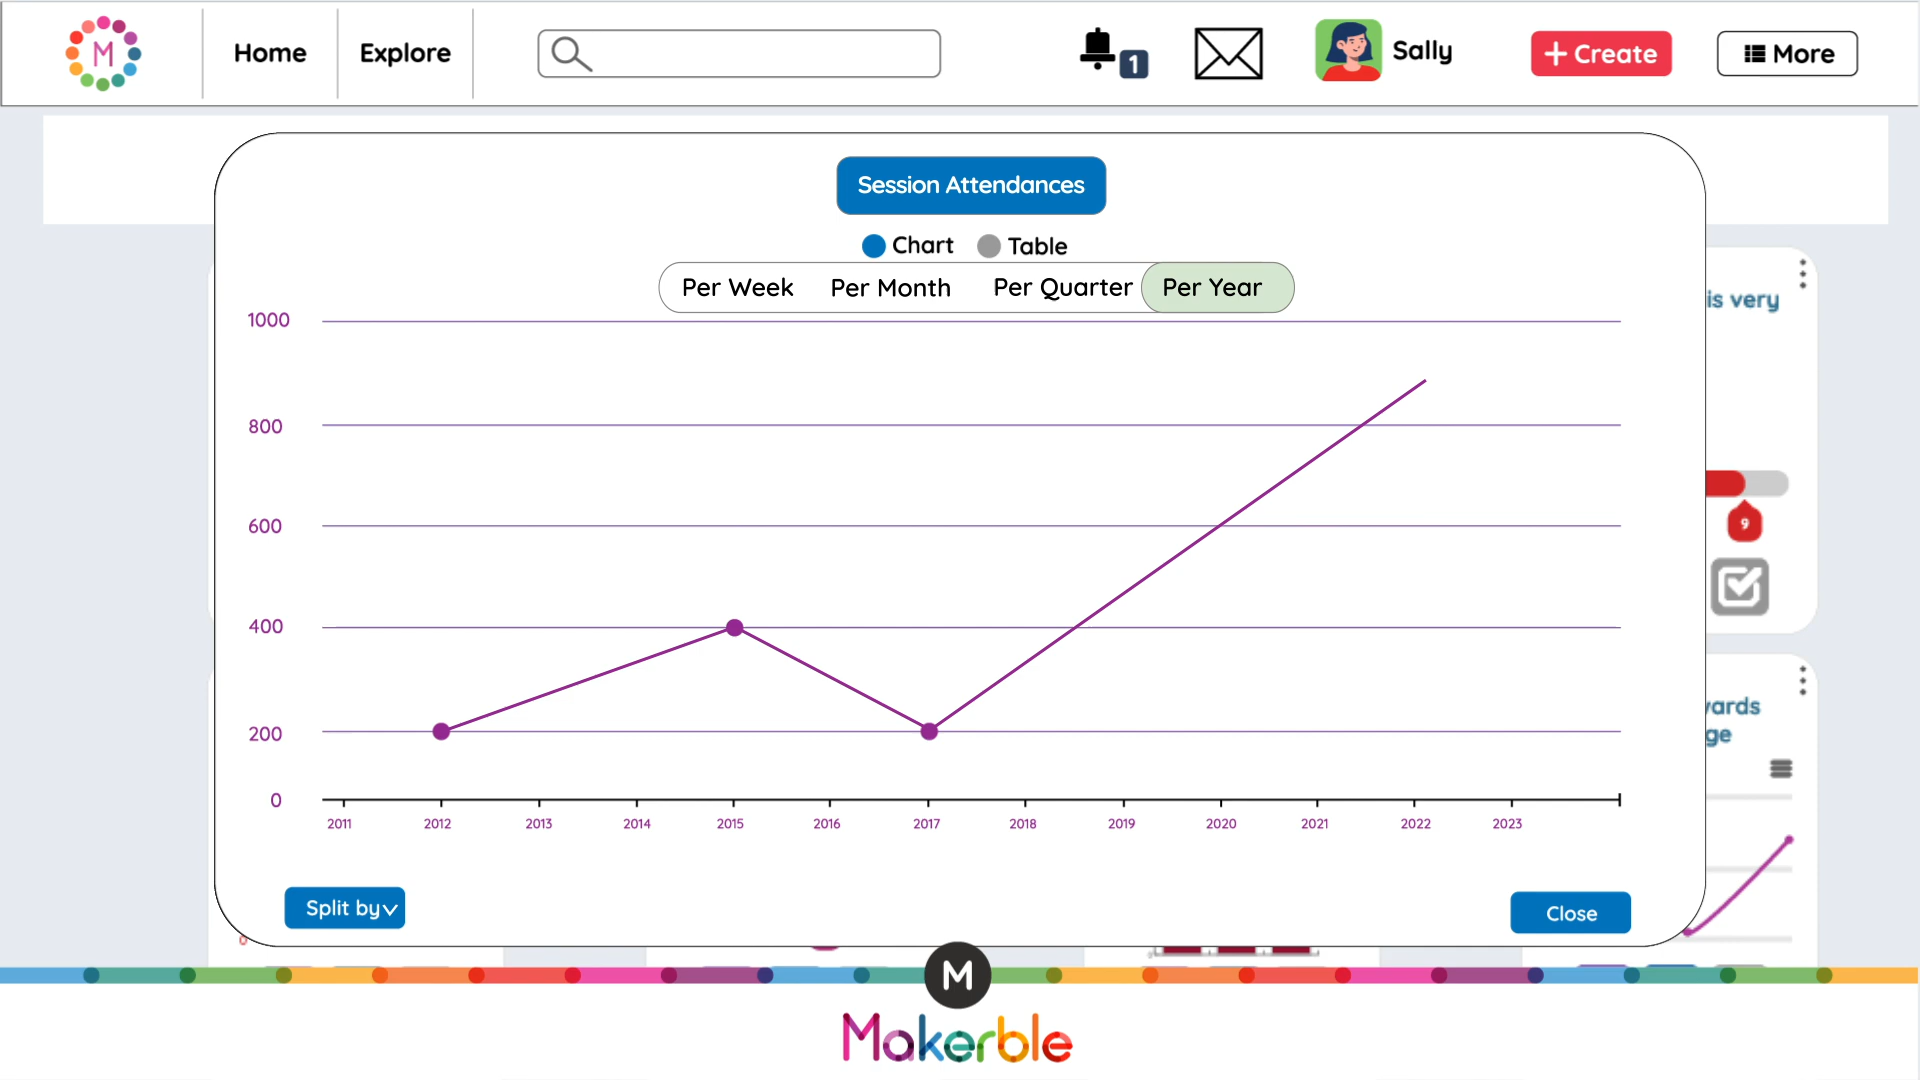 M
Home
Explore
1
Sally
+ Create
More
Session Attendances
Chart
Table
Per Week
Per Month
Per Quarter
Per Year
1000
800
600
400
200
0
2011
2012
2013
2014
2015
2016
2017
2018
2019
2020
2021
2022
2023
Split by
Close
is very
9
ards
ge
0
M
Makerble